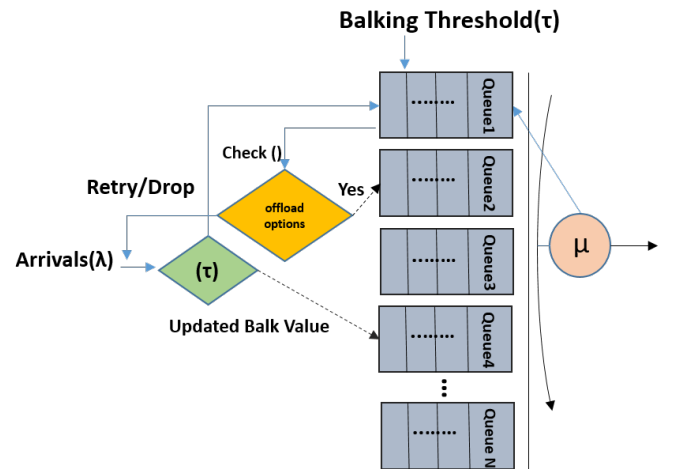 Balking Threshold(τ)
Queue1
Check ()
Retry/Drop
offload
options
Yes
Queue2
Arrivals(λ)
(τ)
Queue3
μ
Updated Balk Value
Queue4
Queue N